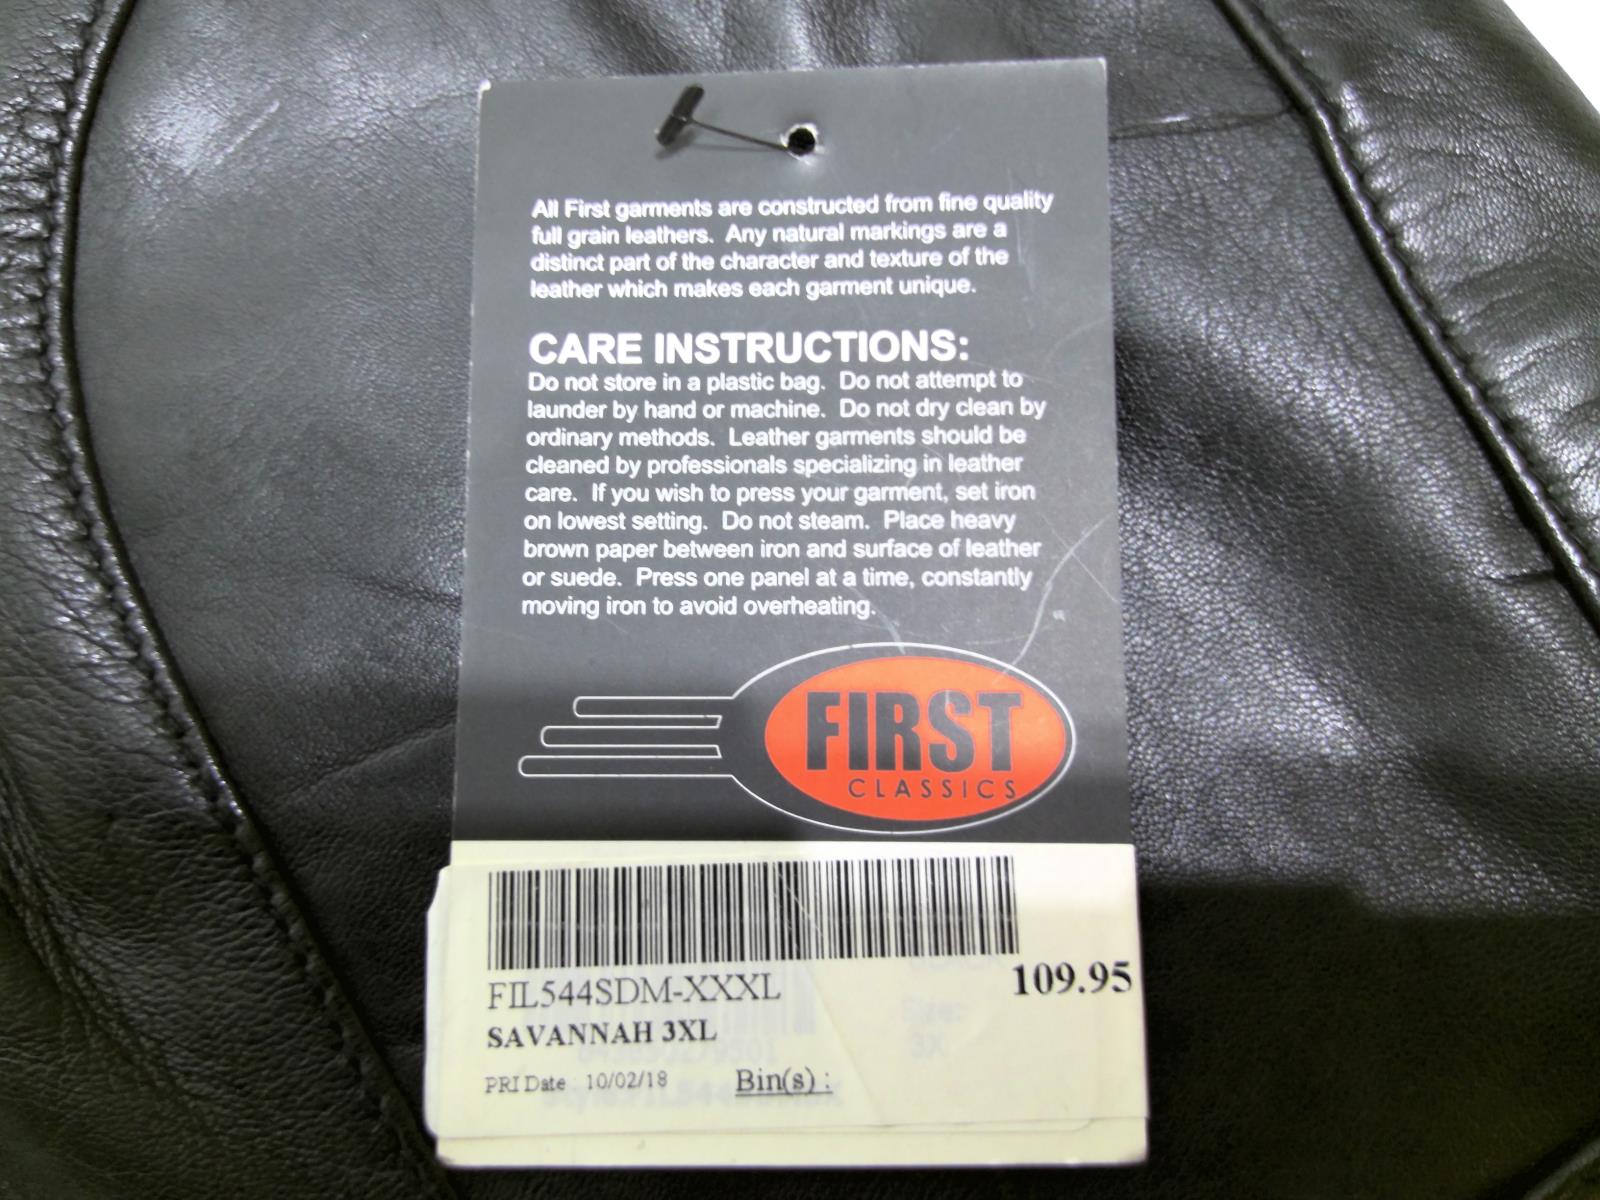 All First garments are constructed from fine quality
full grain leathers. Any natural markings are a
distinct part of the character and texture of the
leather which makes each garment unique.
CARE INSTRUCTIONS:
Do not store in a plastic bag. Do not attempt to
launder by hand or machine. Do not dry clean by
ordinary methods. Leather garments should be
cleaned by professionals specializing in leather
care. If you wish to press your garment, set iron
on lowest setting. Do not steam. Place heavy
brown paper between iron and surface of leather
or suede. Press one panel at a time, constantly
moving iron to avoid overheating.
FIRST
CLASSICS
FIL544SDM-XXXL
109.95
SAVANNAH 3XL
PRI Date 10/02/18 Bin(s) :
Size:
3X